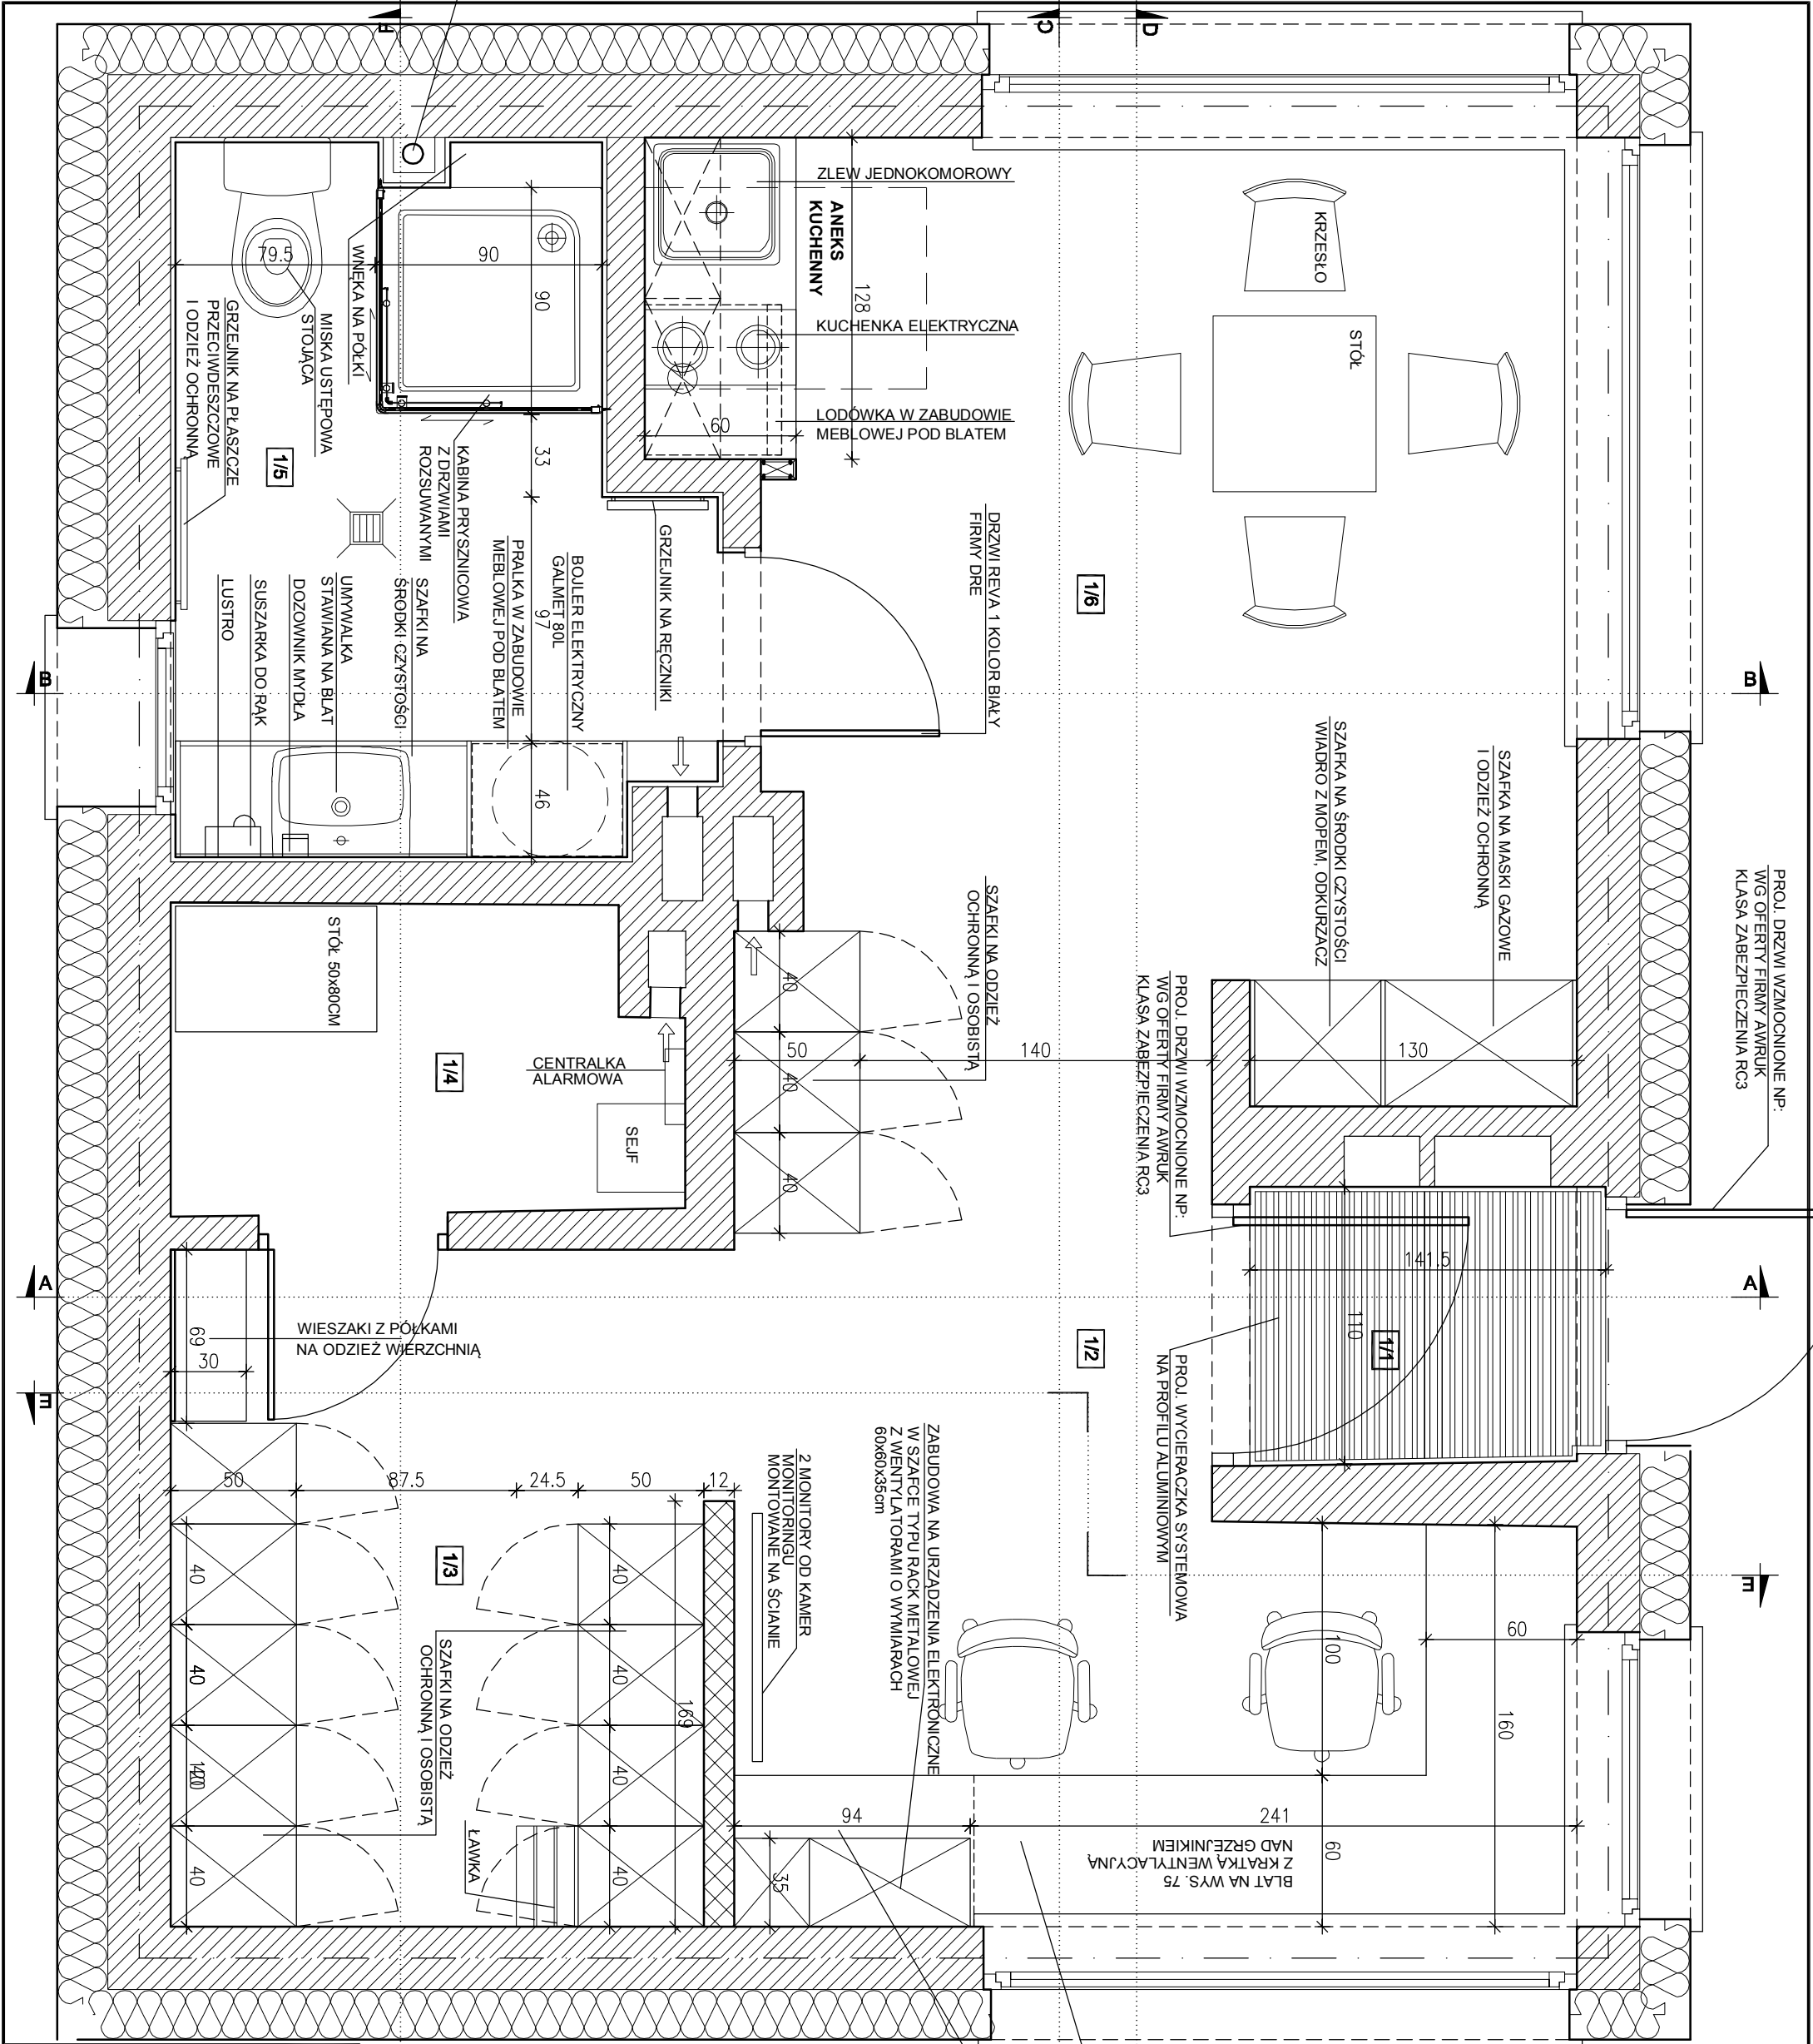 H
C
D
ZLEW JEDNOKOMOROWY
ANEKS
KUCHENNY
128
KUCHENKA ELEKTRYCZNA
LODÓWKA W ZABUDOWIE
MEBLOWEJ POD BLATEM
60
KRZESŁO
STÓŁ
79.5
90
90
33
97
46
WNĘKA NA PÓŁKI
MISKA USTĘPOWA
STOJĄCA
GRZEJNIK NA PŁASZCZE
PRZECIWDESZCZOWE
I ODZIEŻ OCHRONNĄ
1/5
KABINA PRYSZNICOWA
Z DRZWIAMI
ROZSUWANYMI
GRZEJNIK NA RĘCZNIKI
BOJLER ELEKTRYCZNY
GALMET 80L
PRALKA W ZABUDOWIE
MEBLOWEJ POD BLATEM
SZAFKI NA
ŚRODKI CZYSTOŚCI
UMYWALKA
STAWIANA NA BLAT
DOZOWNIK MYDŁA
SUSZARKA DO RĄK
LUSTRO
DRZWI REVA 1 KOLOR BIAŁY
FIRMY DRE
1/6
B
B
SZAFKA NA MASKI GAZOWE
I ODZIEŻ OCHRONNĄ
SZAFKA NA ŚRODKI CZYSTOŚCI
WIADRO Z MOPEM, ODKURZACZ
PROJ. DRZWI WZMOCNIONE NP:
WG OFERTY FIRMY AWRUK
KLASA ZABEZPIECZENIA RC3
SZAFKI NA ODZIEŻ
OCHRONNĄ I OSOBISTĄ
PROJ. DRZWI WZMOCNIONE NP:
WG OFERTY FIRMY AWRUK
KLASA ZABEZPIECZENIA RC3
STÓŁ 50x80CM
1/4
CENTRALKA
ALARMOWA
SEJF
40
40
40
50
140
130
141.5
110
1/1
A
A
1/2
WIESZAKI Z PÓŁKAMI
NA ODZIEŻ WIERZCHNIĄ
69
30
E
E
PROJ. WYCIERACZKA SYSTEMOWA
NA PROFILU ALUMINIOWYM
ZABUDOWA NA URZĄDZENIA ELEKTRONICZNE
W SZAFCE TYPU RACK METALOWEJ
Z WENTYLATORAMI O WYMIARACH
60x60x35cm
2 MONITORY OD KAMER
MONITORINGU
MONTOWANE NA ŚCIANIE
50
87.5
24.5
50
12
1/3
SZAFKI NA ODZIEŻ
OCHRONNĄ I OSOBISTĄ
ŁAWKA
40
40
40
40
40
40
40
169
100
60
160
94
241
60
35
BLAT NA WYS. 75
Z KRATKĄ WENTYLACYJNĄ
NAD GRZEJNIKIEM